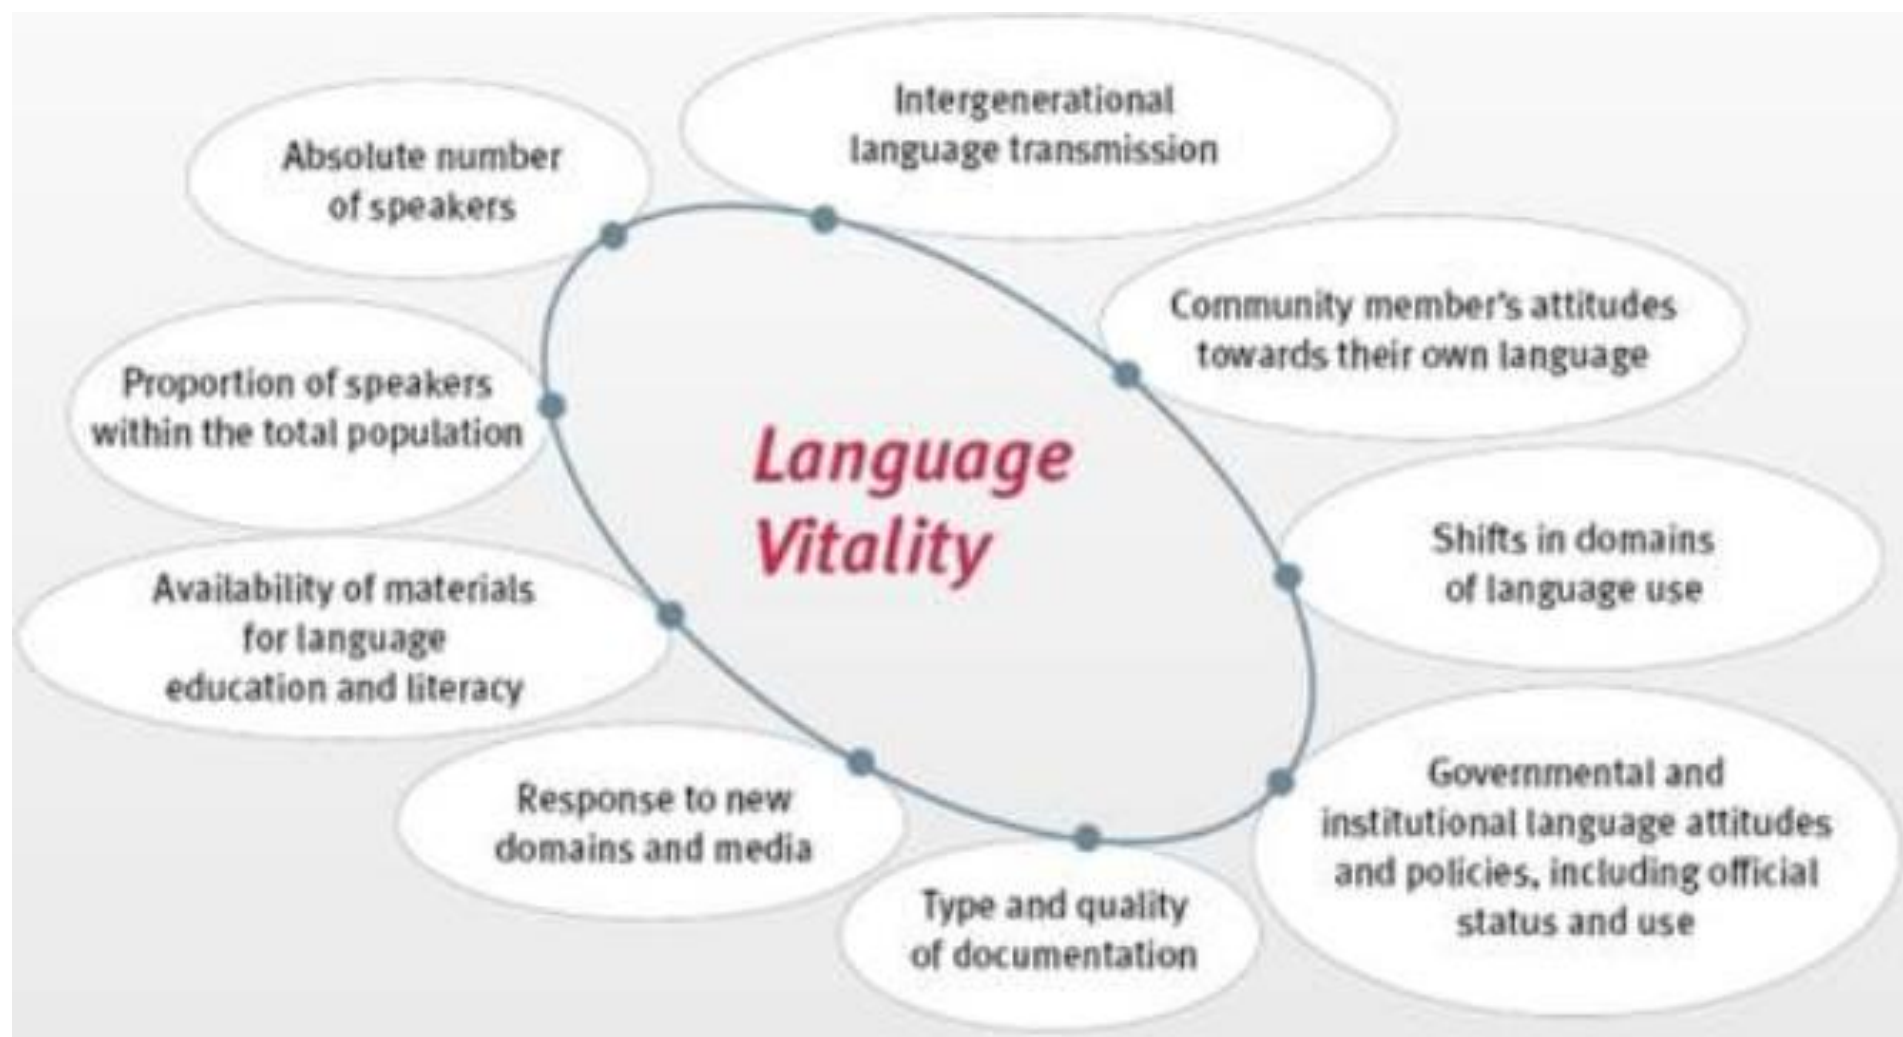 Intergenerational
language transmission
Absolute number
of speakers
Community member's attitudes
towards their own language
Proportion of speakers
within the total population
Language
Vitality
Shifts in domains
of language use
Availability of materials
for language
education and literacy
Governmental and
institutional language attitudes
and policies, including official
status and use
Response to new
domains and media
Type and quality
of documentation